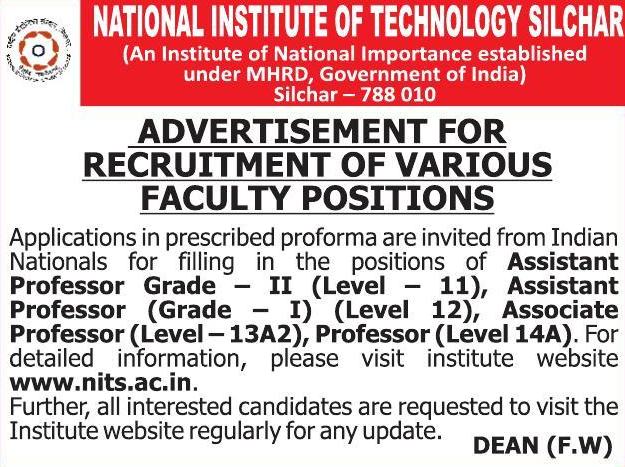 NATIONAL INSTITUTE OF TECHNOLOGY SILCHAR
(An Institute of National Importance established
under MHRD, Government of India)
Silchar – 788 010
ADVERTISEMENT FOR
RECRUITMENT OF VARIOUS
FACULTY POSITIONS
Applications in prescribed proforma are invited from Indian
Nationals for filling in the positions of Assistant
Professor Grade – II (Level – 11), Assistant
Professor (Grade – I) (Level 12), Associate
Professor (Level – 13A2), Professor (Level 14A). For
detailed information, please visit institute website
www.nits.ac.in.
Further, all interested candidates are requested to visit the
Institute website regularly for any update.
DEAN (F.W)